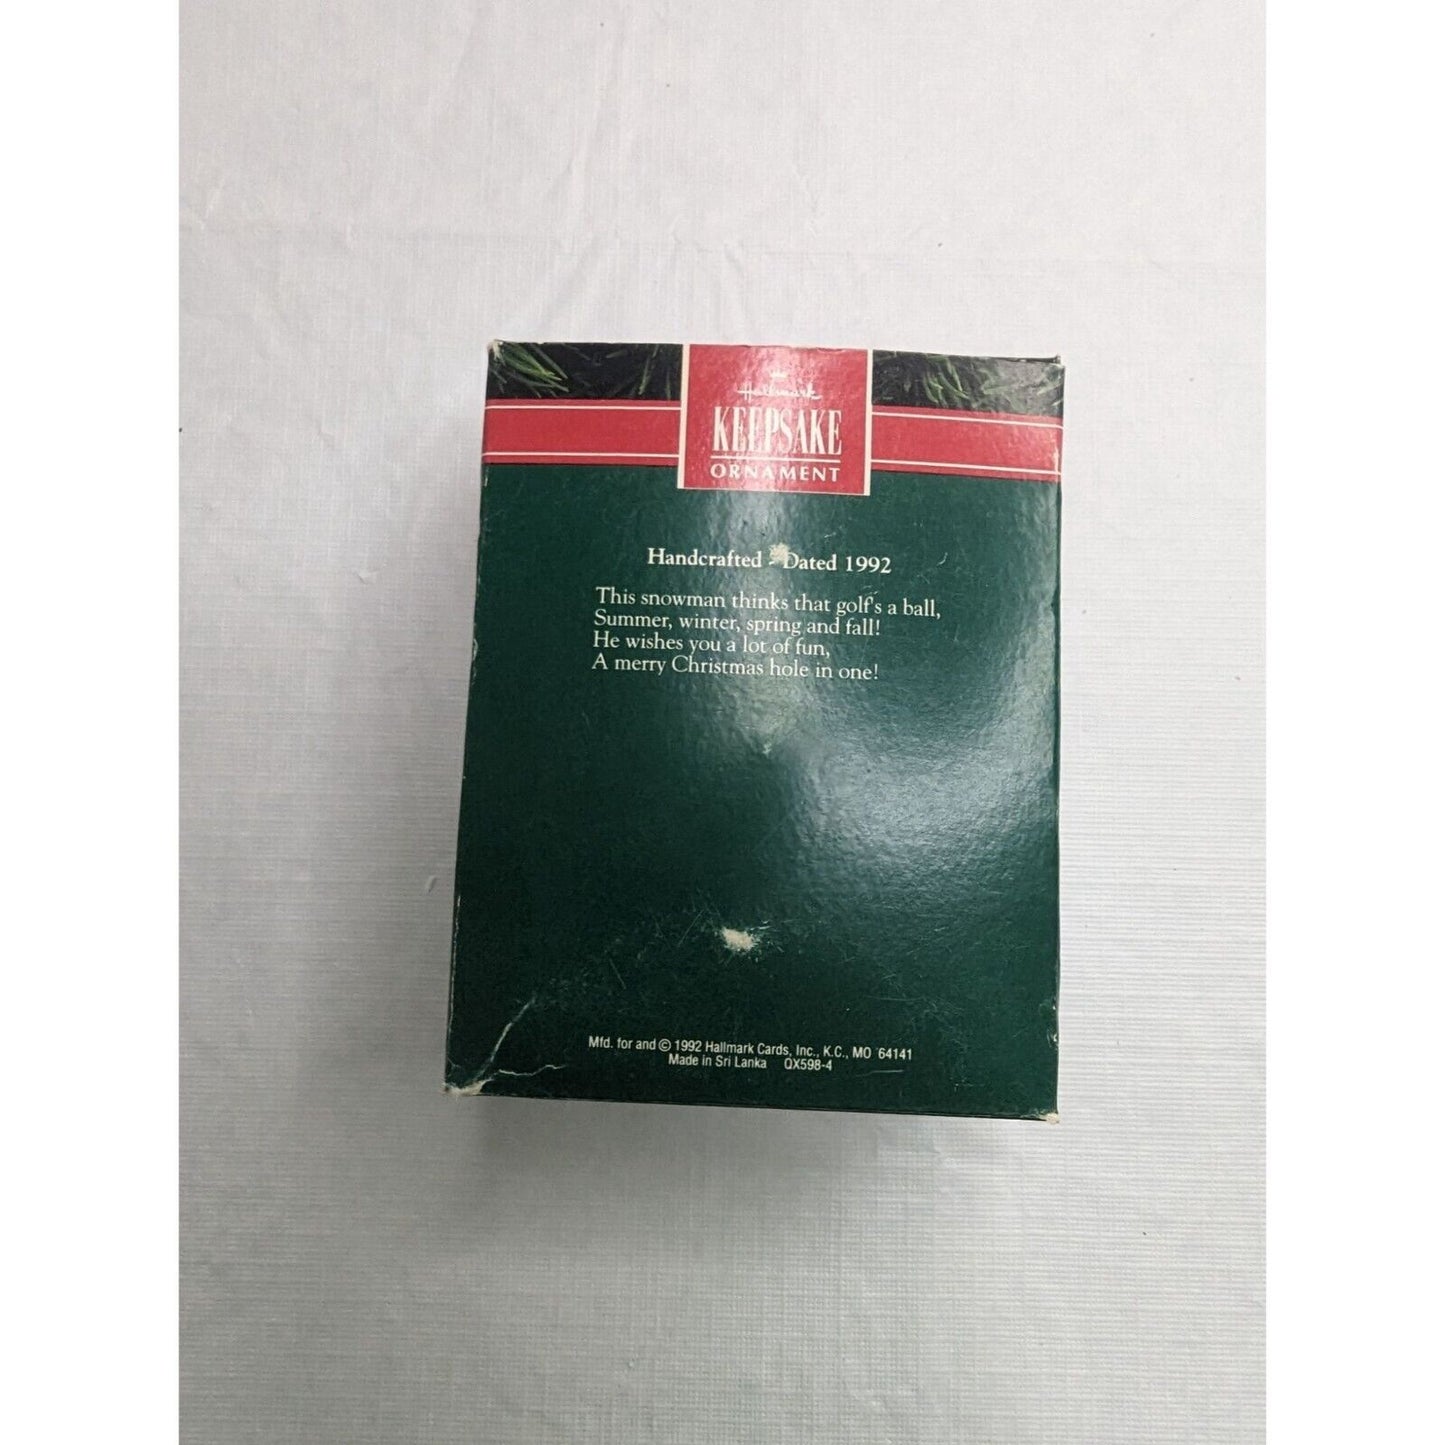 Hallmark
KEEPSAKE
ORNAMENT
Handcrafted - Dated 1992
This snowman thinks that golf's a ball,
Summer, winter, spring and fall!
He wishes you a lot of fun,
A merry Christmas hole in one!
Mfd. for and © 1992 Hallmark Cards, Inc., K.C., MO 64141
Made in Sri Lanka QX598-4